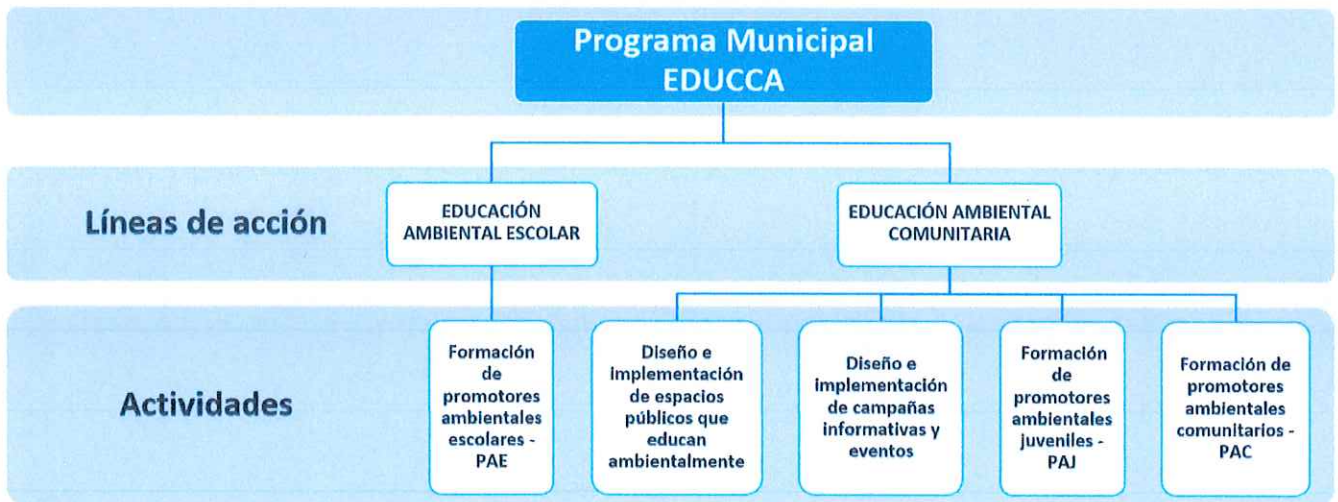 Programa Municipal
EDUCCA
Líneas de acción
EDUCACIÓN
AMBIENTAL ESCOLAR
EDUCACIÓN AMBIENTAL
COMUNITARIA
Actividades
Formación
de
promotores
ambientales
escolares -
PAE
Diseño e
implementación
de espacios
públicos que
educan
ambientalmente
Diseño e
implementación
de campañas
informativas y
eventos
Formación
de
promotores
ambientales
juveniles -
PAJ
Formación de
promotores
ambientales
comunitarios -
PAC